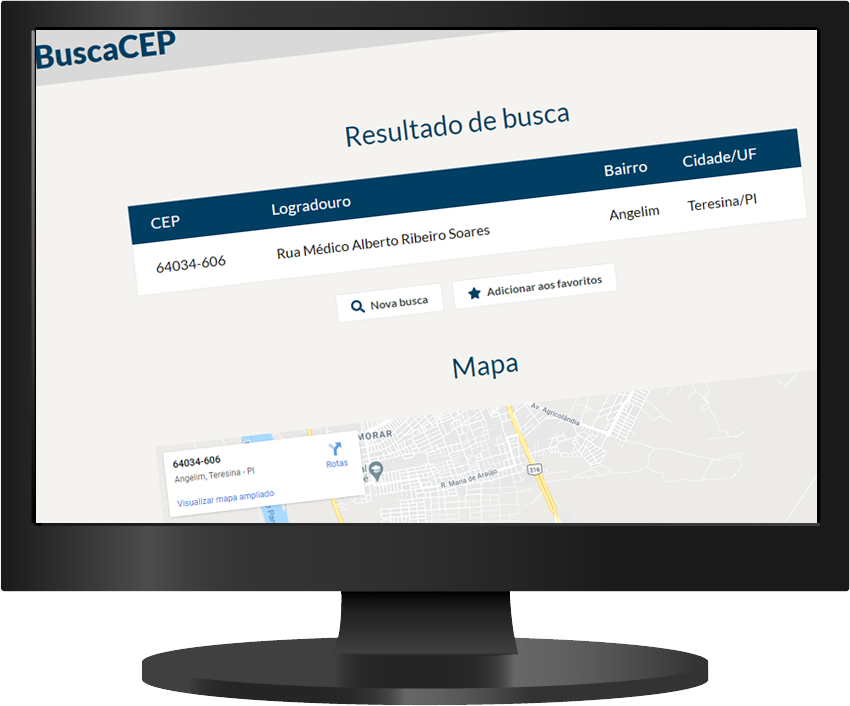 BuscaCEP
Resultado de busca
CEP Logradouro Bairro Cidade/UF
64034-606 Rua Médico Alberto Ribeiro Soares Angelim Teresina/PI
Nova busca Adicionar aos favoritos
Mapa
Av. Agricolândia
MORAR
64034-606
Angelim, Teresina - PI
Rotas
Visualizar mapa ampliado
R. Maria de Araújo
316